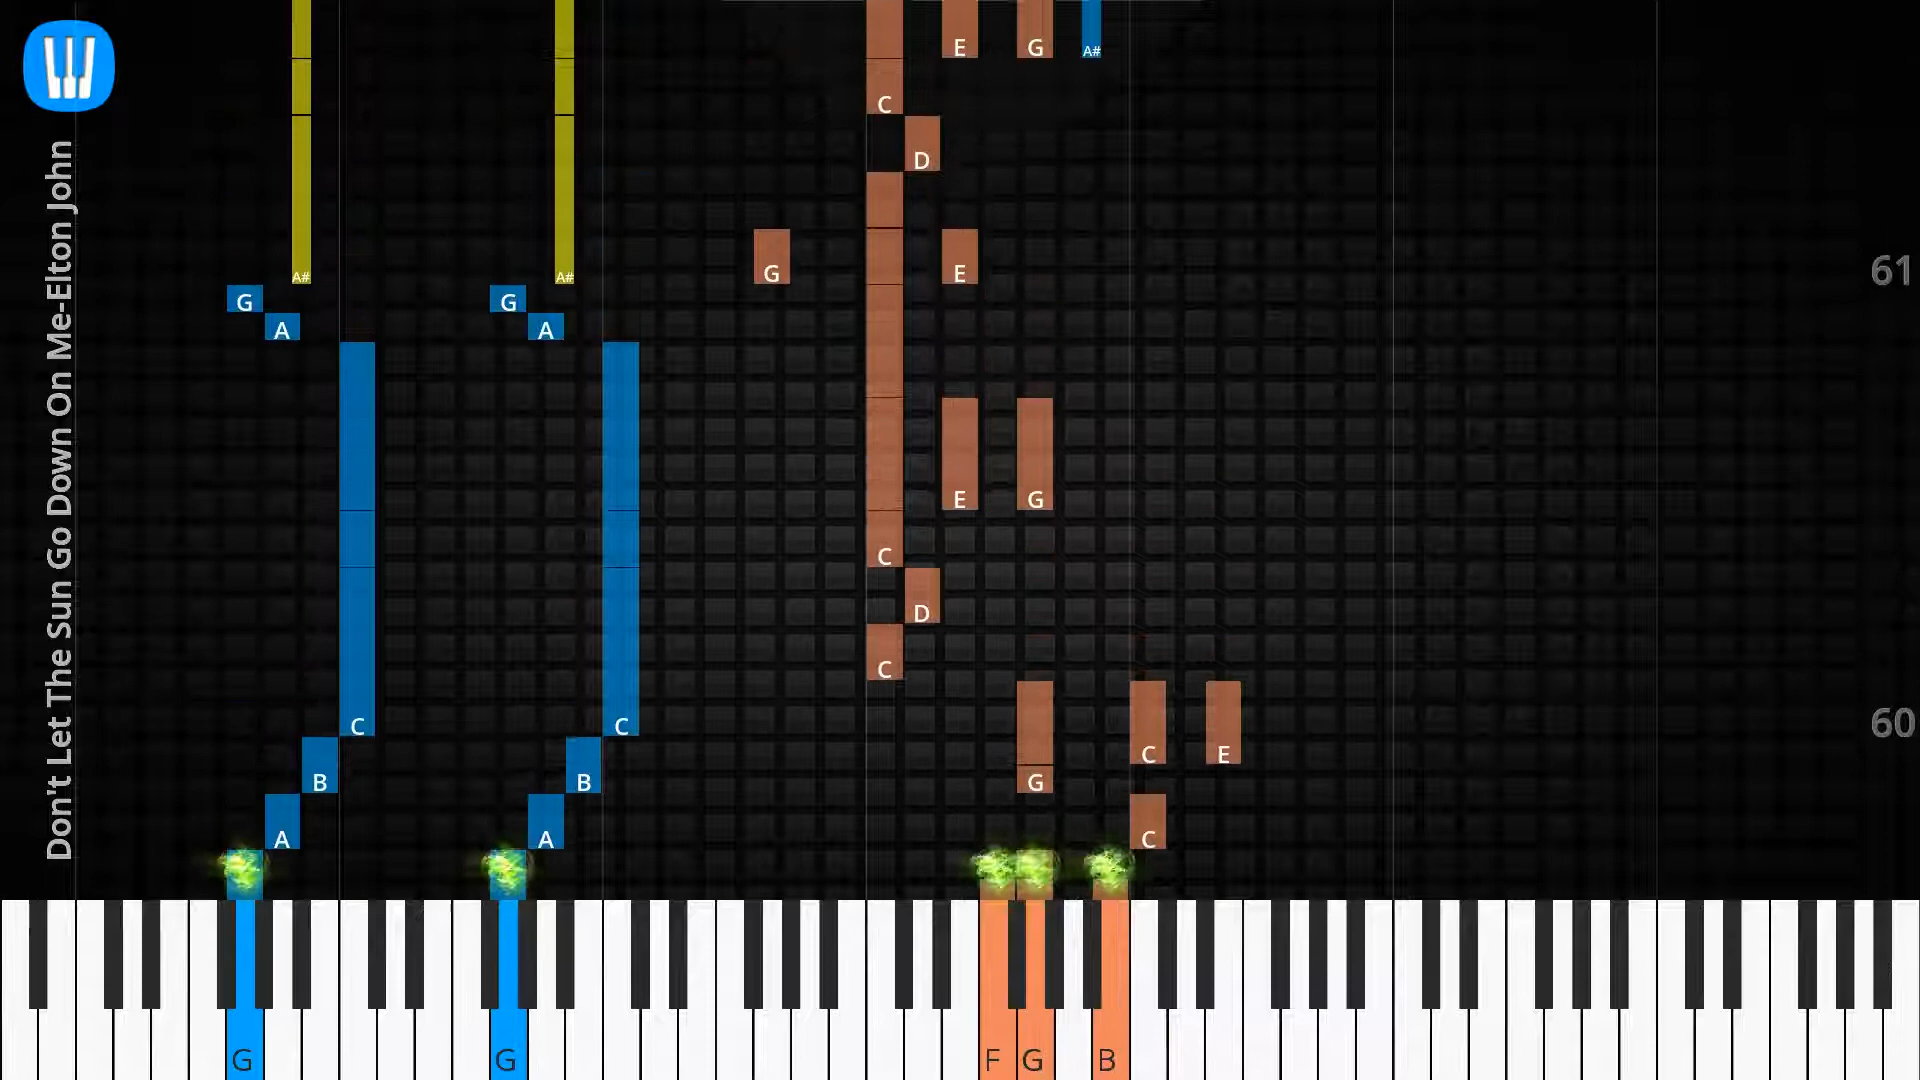 Don't Let The Sun Go Down On Me-Elton John
E G A#
C
D
A# A# 61
G E
G G
A A
E G
C
D
C
C C 60
C E
B B G
A A C
G G F G B